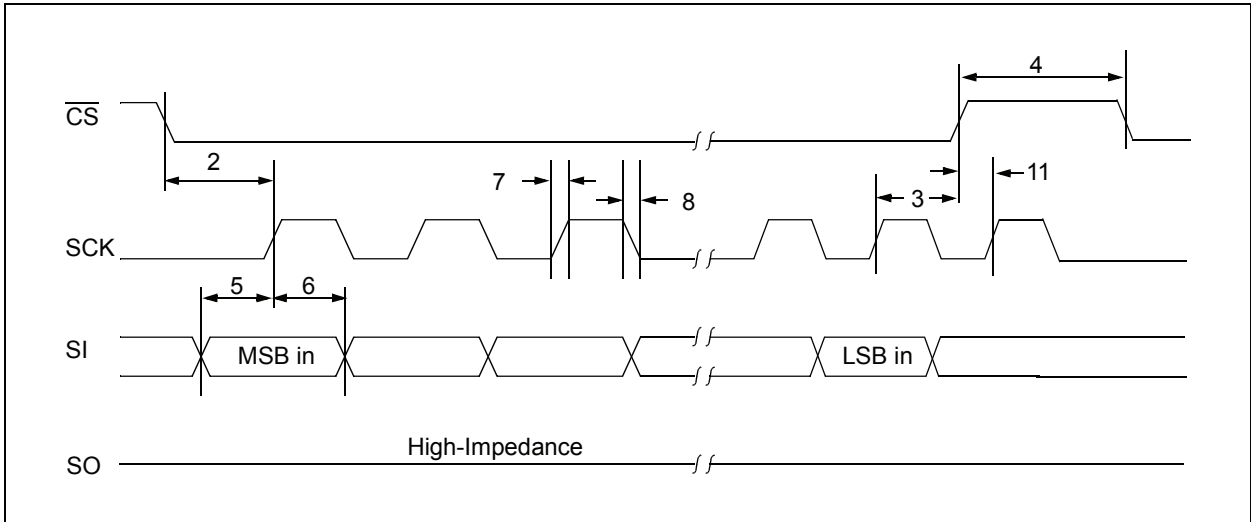 4
CS
2
7
8
3
11
SCK
5
6
SI
MSB in
LSB in
High-Impedance
SO